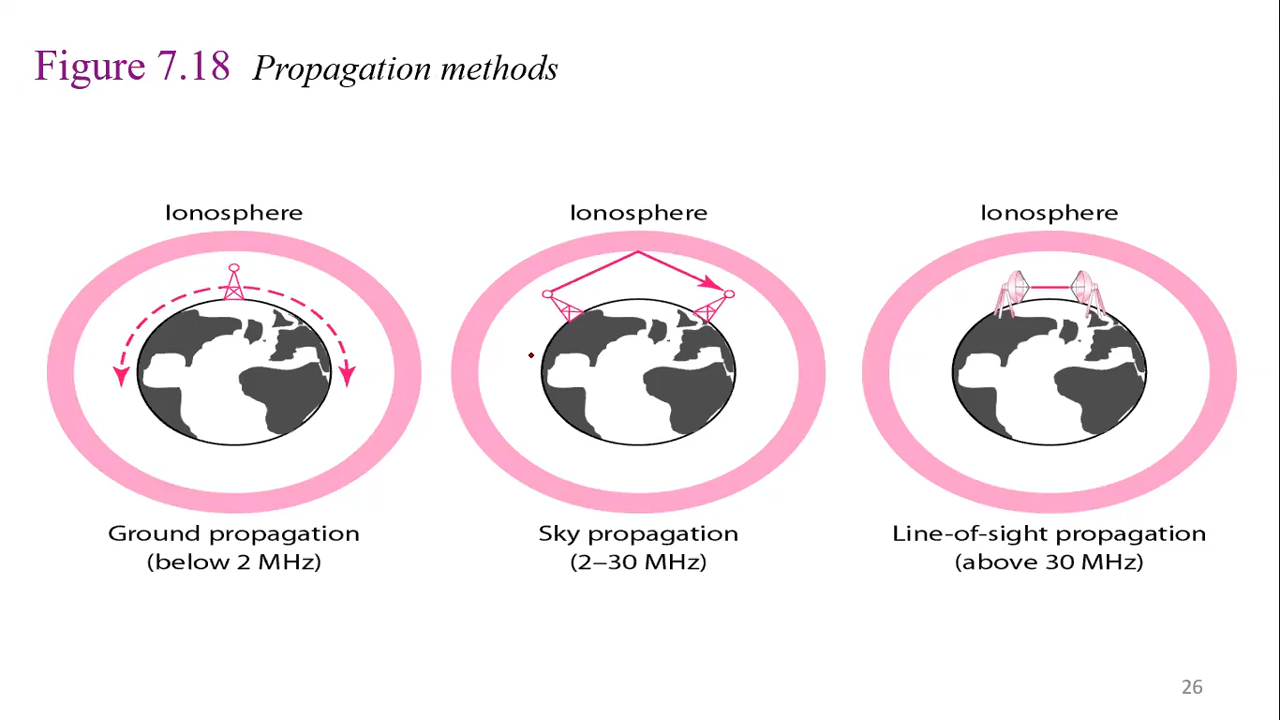 Figure 7.18 Propagation methods
Ionosphere
Ionosphere
Ionosphere
Ground propagation
(below 2 MHz)
Sky propagation
(2–30 MHz)
Line-of-sight propagation
(above 30 MHz)
26